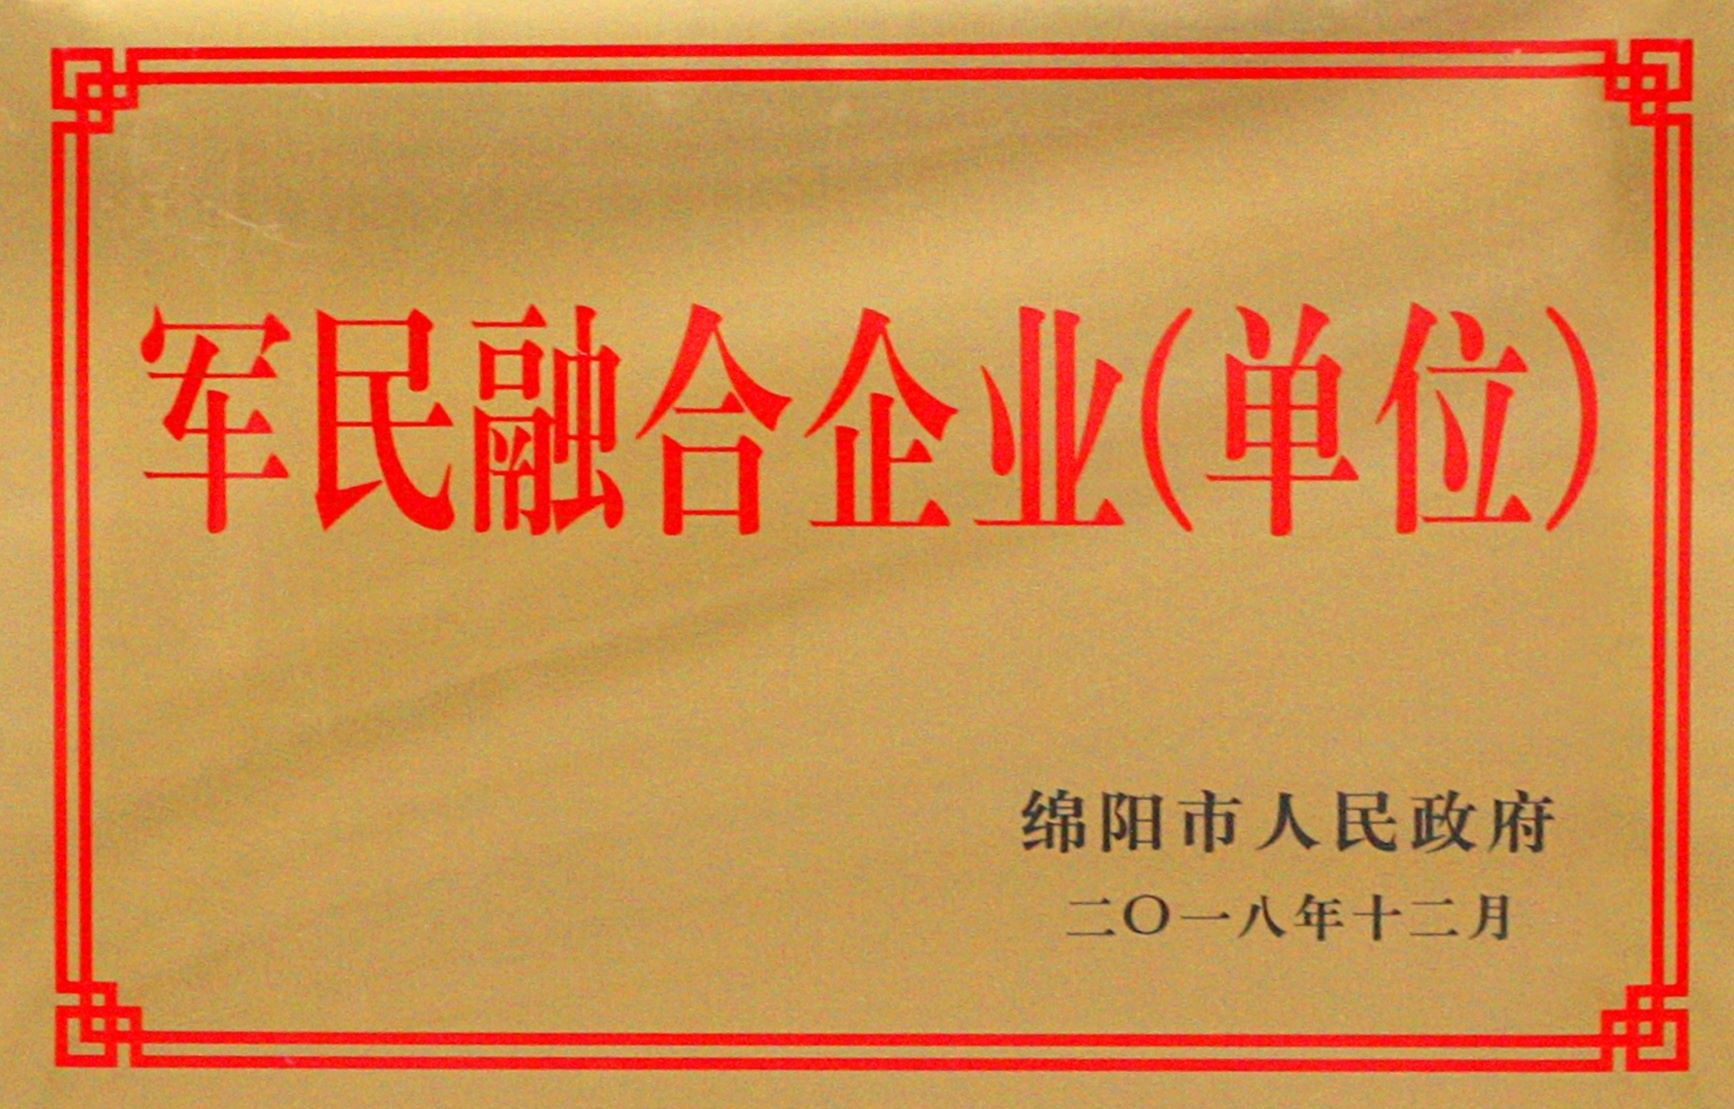 军民融合企业(单位)
绵阳市人民政府
二〇一八年十二月